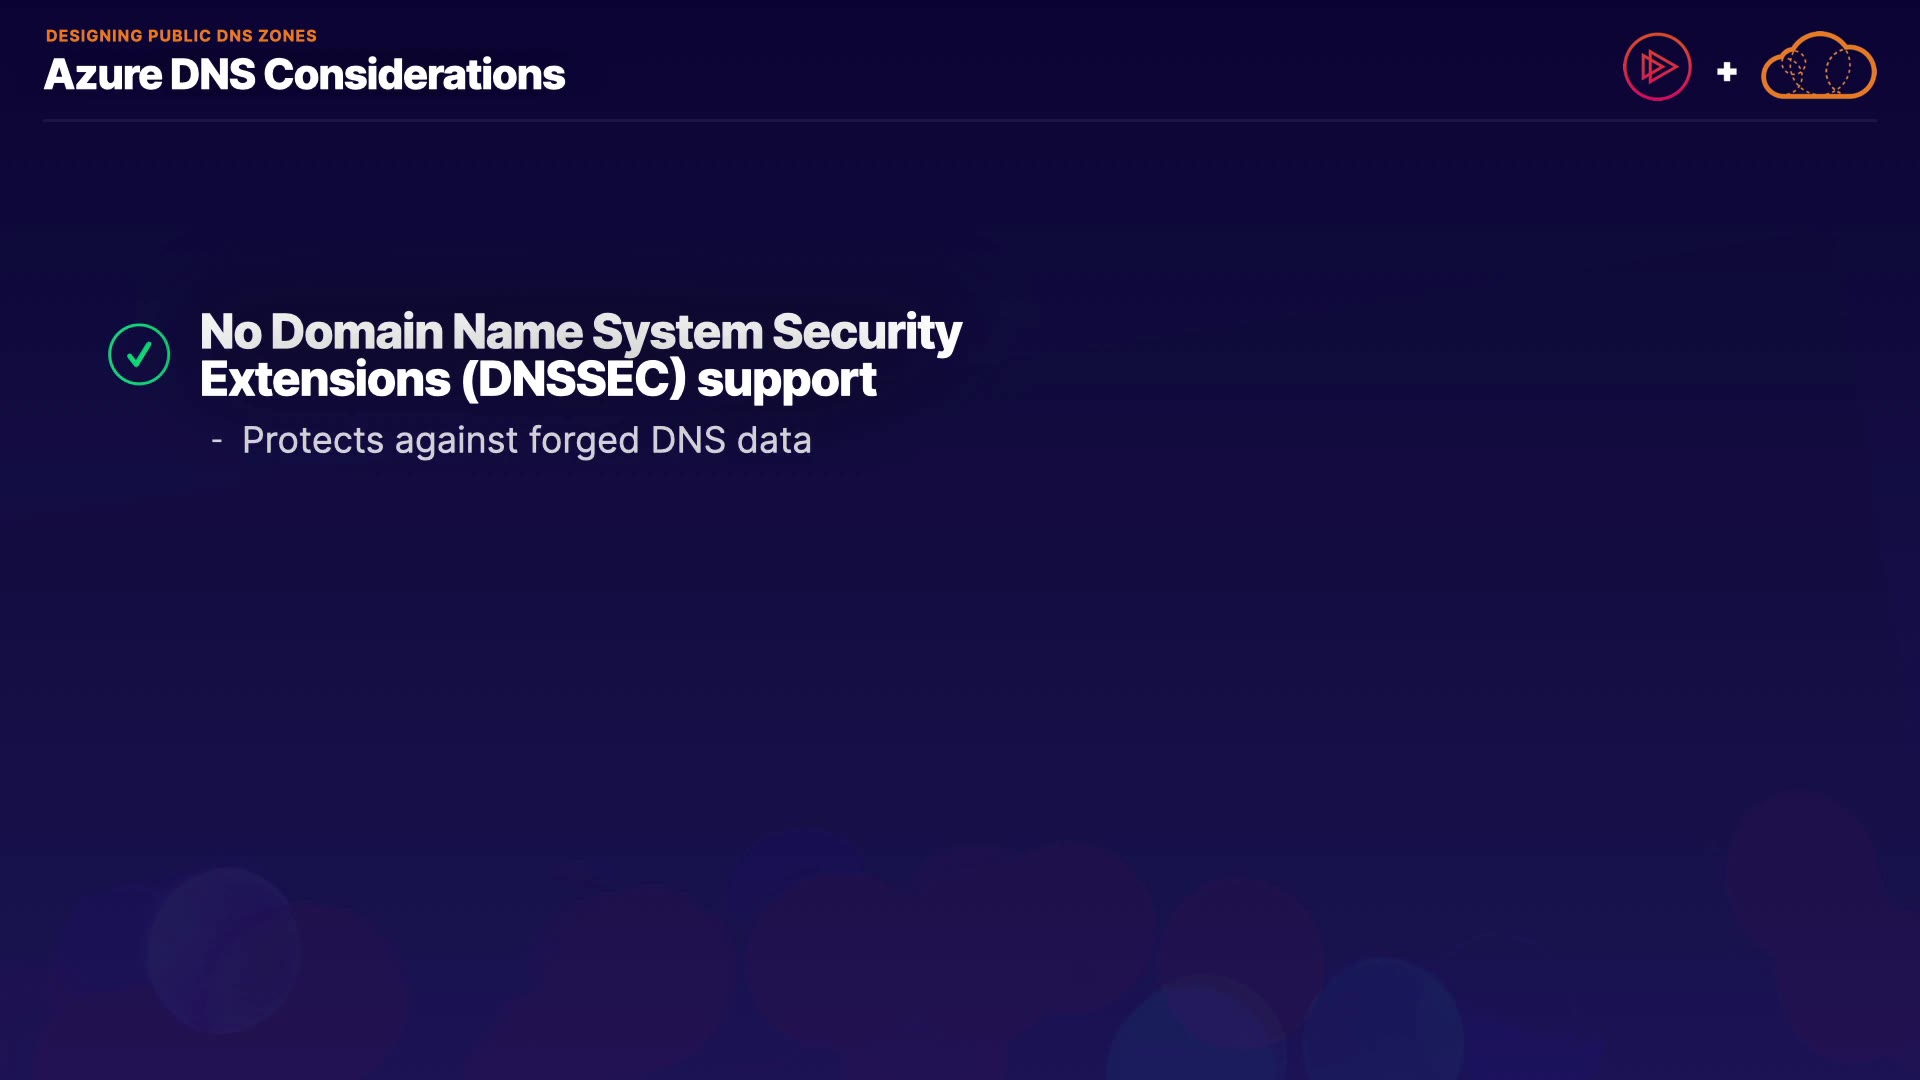 DESIGNING PUBLIC DNS ZONES
Azure DNS Considerations
No Domain Name System Security
Extensions (DNSSEC) support
- Protects against forged DNS data